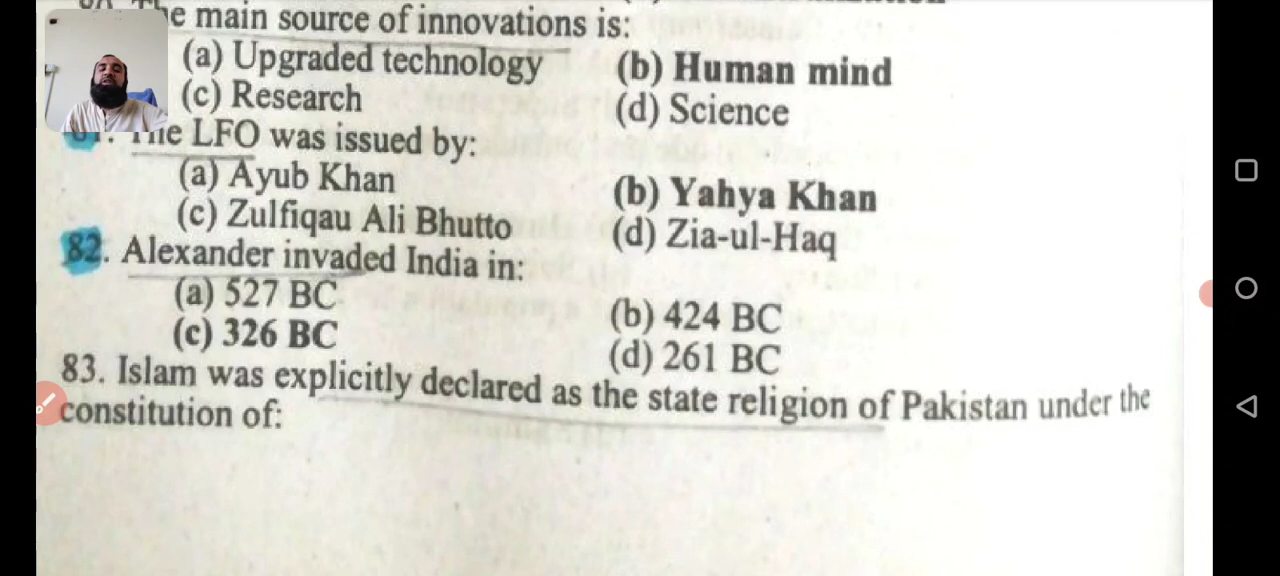 The main source of innovations is:
(a) Upgraded technology (b) Human mind
(c) Research (d) Science
The LFO was issued by:
(a) Ayub Khan (b) Yahya Khan
(c) Zulfiqau Ali Bhutto (d) Zia-ul-Haq
82. Alexander invaded India in:
(a) 527 BC (b) 424 BC
(c) 326 BC (d) 261 BC
83. Islam was explicitly declared as the state religion of Pakistan under the
constitution of: